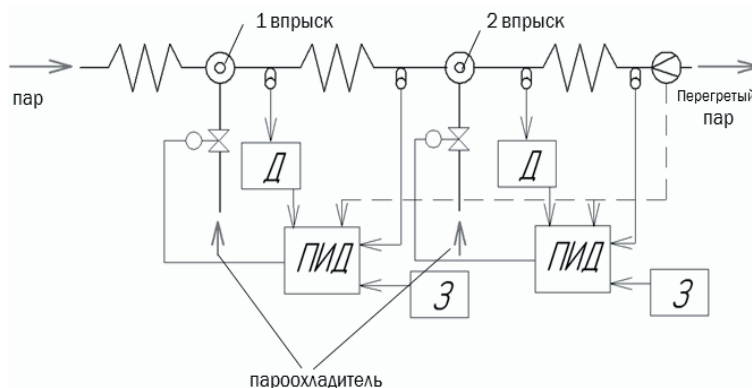 1 впрыск
2 впрыск
пар
Перегретый
пар
Д
Д
ПИД
ПИД
З
З
пароохладитель